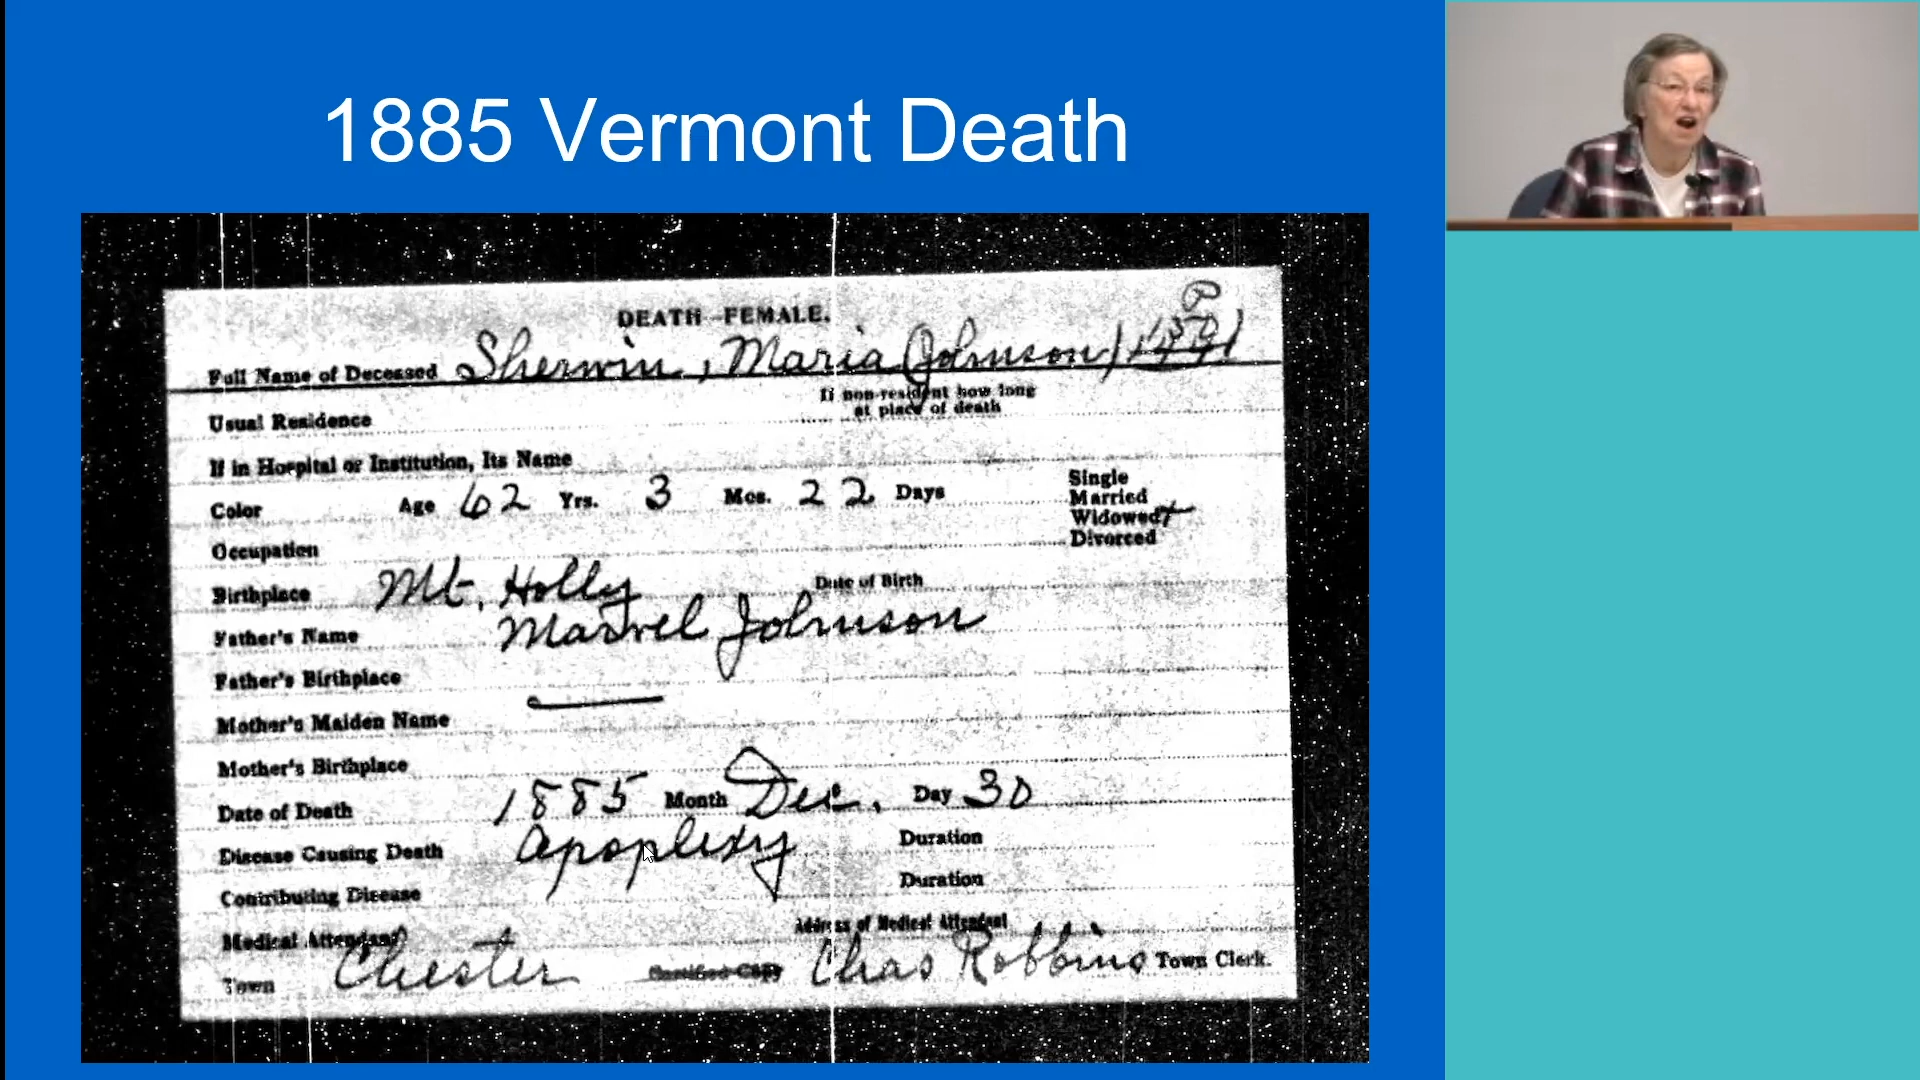 1885 Vermont Death
DEATH FEMALE.
Full Name of Deceased Sherwin, Maria (Johnson)
If non-resident how long
Usual Residence at place of death
If in Hospital or Institution, Its Name
Single
Color Age 62 Yrs. 3 Mos. 22 Days Married
Widowed
Occupation Divorced
Birthplace Mt. Holly Date of Birth
Father's Name Marvel Johnson
Father's Birthplace
Mother's Maiden Name
Mother's Birthplace
Date of Death 1885 Month Dec. Day 30
Disease Causing Death Apoplexy Duration
Contributing Disease Duration
Medical Attendant Address of Medical Attendant
Town Chester Certified Copy Chas Robbins Town Clerk.